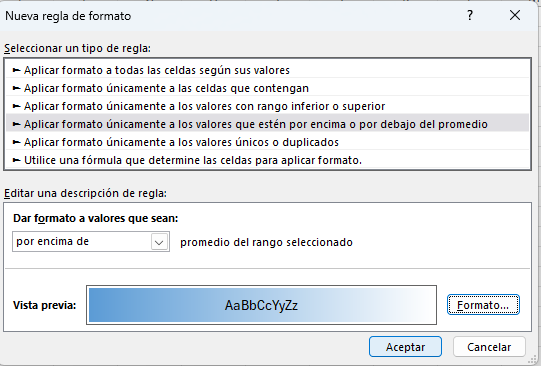 Nueva regla de formato
Seleccionar un tipo de regla:
► Aplicar formato a todas las celdas según sus valores
► Aplicar formato únicamente a las celdas que contengan
► Aplicar formato únicamente a los valores con rango inferior o superior
► Aplicar formato únicamente a los valores que estén por encima o por debajo del promedio
► Aplicar formato únicamente a los valores únicos o duplicados
► Utilice una fórmula que determine las celdas para aplicar formato.
Editar una descripción de regla:
Dar formato a valores que sean:
por encima de promedio del rango seleccionado
Vista previa: AaBbCcYyZz Formato...
Aceptar Cancelar